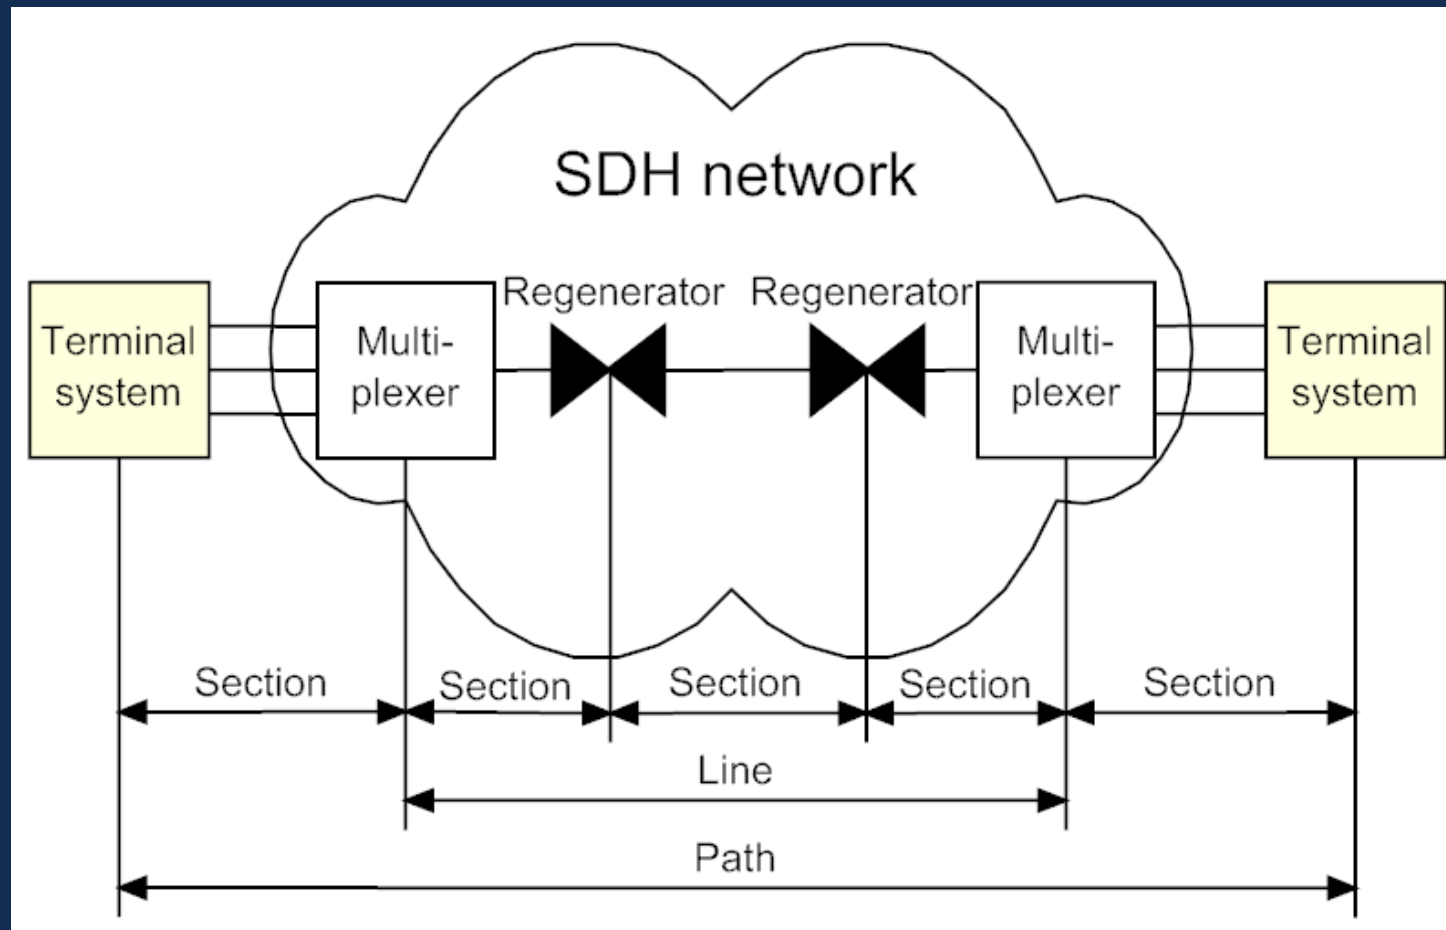 SDH network
Regenerator
Regenerator
Terminal
system
Multi-
plexer
Multi-
plexer
Terminal
system
Section
Section
Section
Section
Section
Line
Path